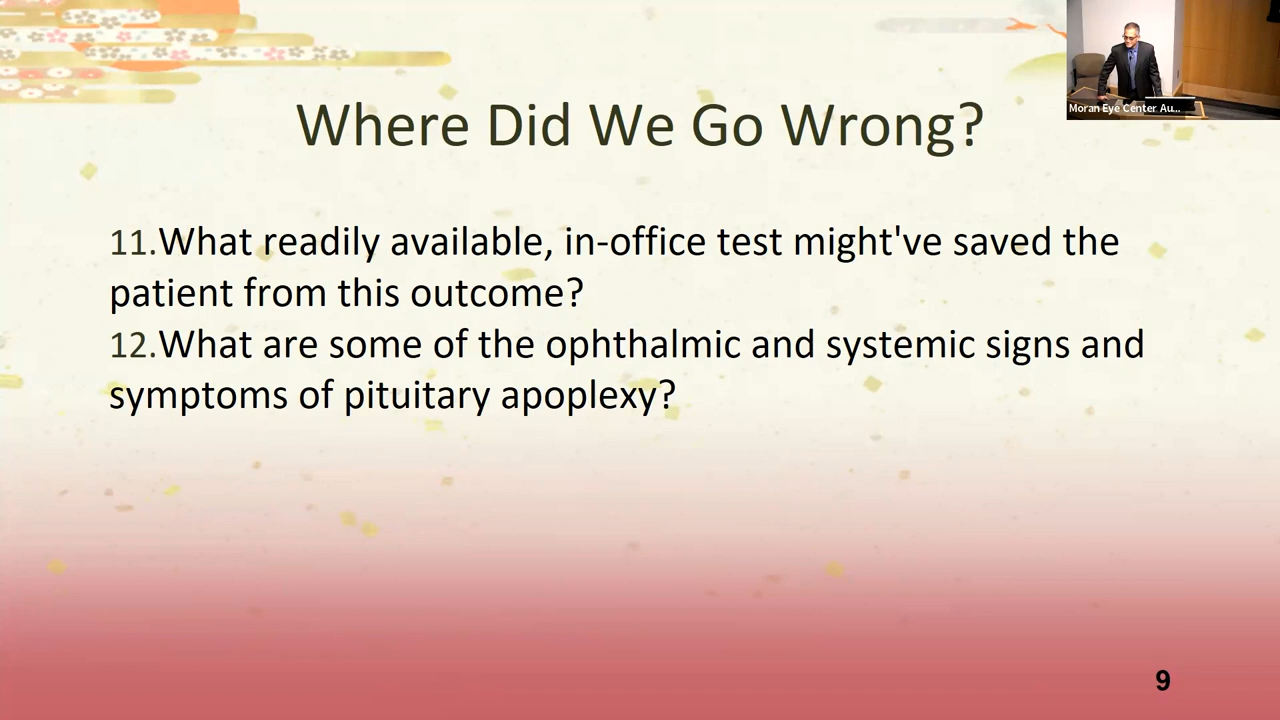 Moran Eye Center Au...
Where Did We Go Wrong?
11.What readily available, in-office test might've saved the
patient from this outcome?
12.What are some of the ophthalmic and systemic signs and
symptoms of pituitary apoplexy?
9